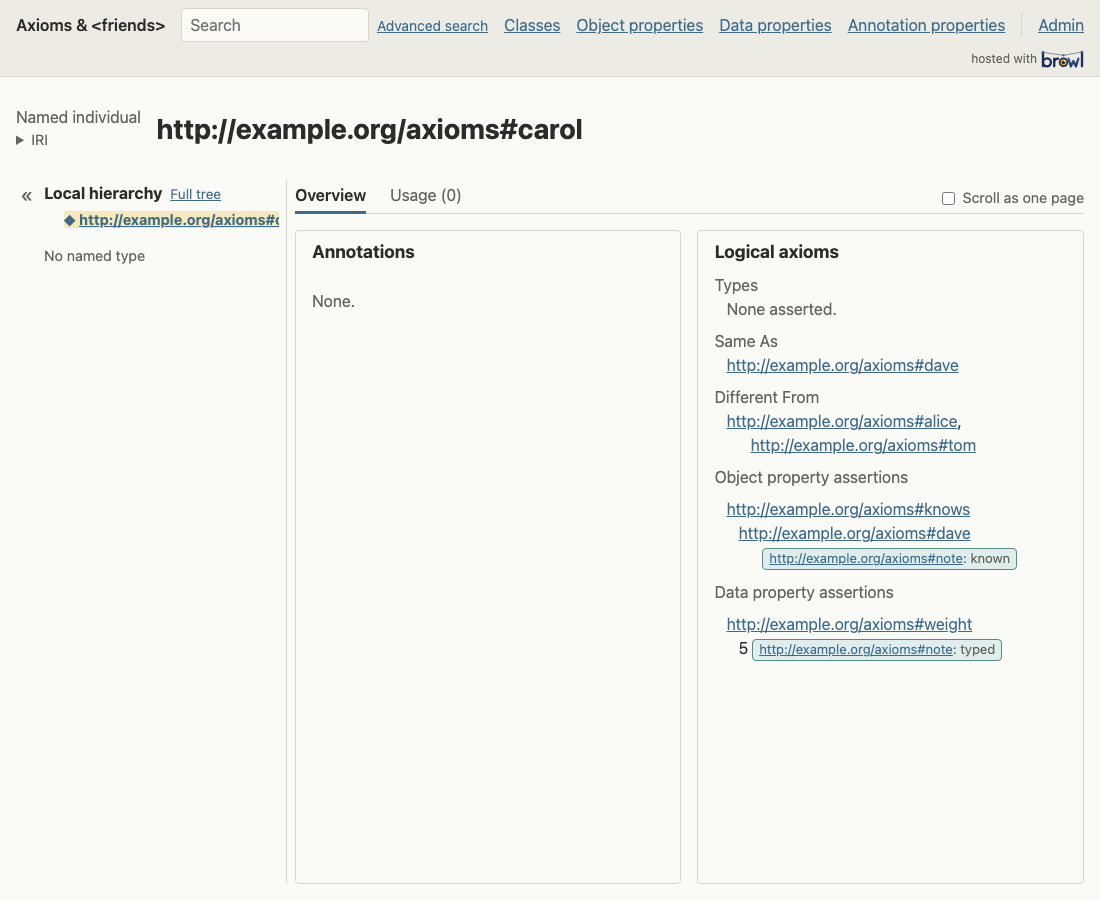 Axioms & <friends> Search Advanced search Classes Object properties Data properties Annotation properties Admin
hosted with browl
Named individual
IRI
http://example.org/axioms#carol
« Local hierarchy Full tree
http://example.org/axioms#
No named type
Overview Usage (0) Scroll as one page
Annotations
None.
Logical axioms
Types
None asserted.
Same As
http://example.org/axioms#dave
Different From
http://example.org/axioms#alice,
http://example.org/axioms#tom
Object property assertions
http://example.org/axioms#knows
http://example.org/axioms#dave
http://example.org/axioms#note: known
Data property assertions
http://example.org/axioms#weight
5 http://example.org/axioms#note: typed